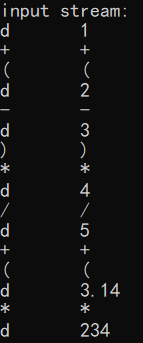 input stream:
d 1
+ +
( (
d 2
- -
d 3
) )
* *
d 4
/ /
d 5
+ +
( (
d 3.14
* *
d 234